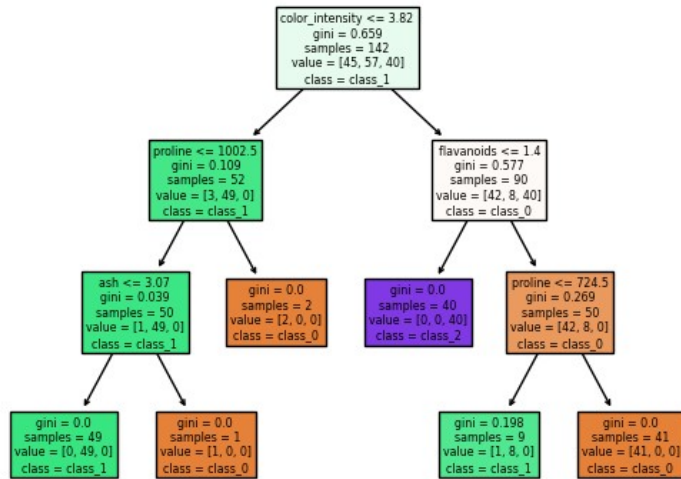 color_intensity <= 3.82
gini = 0.659
samples = 142
value = [45, 57, 40]
class = class_1
proline <= 1002.5
gini = 0.109
samples = 52
value = [3, 49, 0]
class = class_1
flavanoids <= 1.4
gini = 0.577
samples = 90
value = [42, 8, 40]
class = class_0
ash <= 3.07
gini = 0.039
samples = 50
value = [1, 49, 0]
class = class_1
gini = 0.0
samples = 2
value = [2, 0, 0]
class = class_0
gini = 0.0
samples = 40
value = [0, 0, 40]
class = class_2
proline <= 724.5
gini = 0.269
samples = 50
value = [42, 8, 0]
class = class_0
gini = 0.0
samples = 49
value = [0, 49, 0]
class = class_1
gini = 0.0
samples = 1
value = [1, 0, 0]
class = class_0
gini = 0.198
samples = 9
value = [1, 8, 0]
class = class_1
gini = 0.0
samples = 41
value = [41, 0, 0]
class = class_0